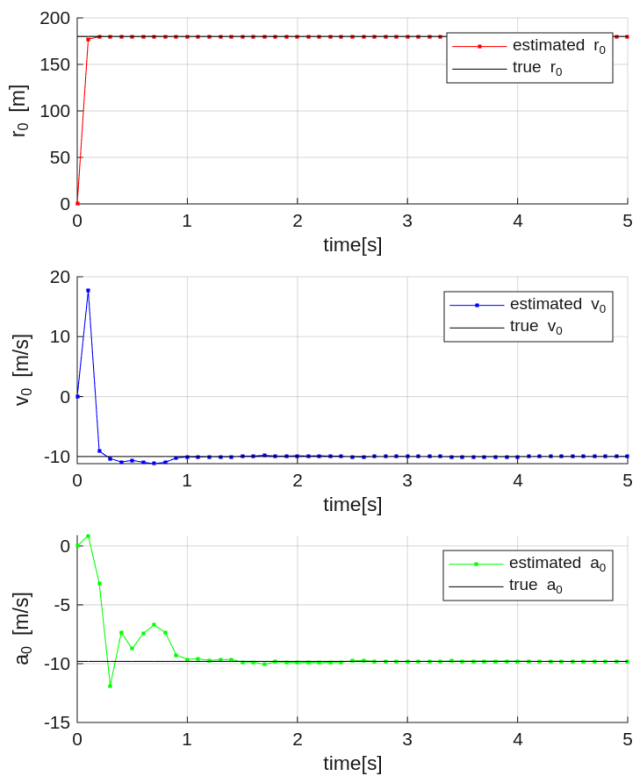 200
150
100
50
0
r₀ [m]
estimated r₀
true r₀
0 1 2 3 4 5
time[s]
20
10
0
-10
v₀ [m/s]
estimated v₀
true v₀
0 1 2 3 4 5
time[s]
0
-5
-10
-15
a₀ [m/s]
estimated a₀
true a₀
0 1 2 3 4 5
time[s]